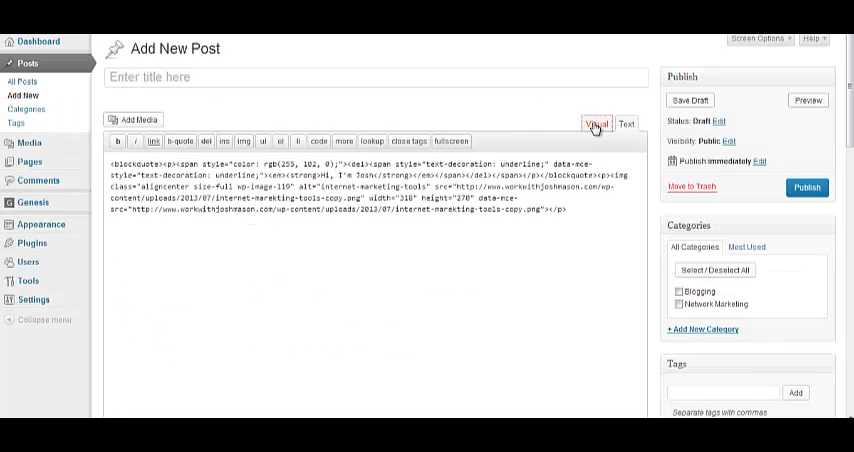 Dashboard
Add New Post
Screen Options
Help
Posts
All Posts
Add New
Categories
Tags
Media
Pages
Comments
Genesis
Appearance
Plugins
Users
Tools
Settings
Collapse menu
Enter title here
Add Media
Visual
Text
b
i
link
b-quote
del
ins
img
ul
ol
li
code
more
lookup
close tags
fullscreen
<blockquote><p><span style="color: rgb(255, 102, 0);"><del><span style="text-decoration: underline;" data-mce-
style="text-decoration: underline;"><em><strong>Hi, I'm Josh</strong></em></span></del></span></p></blockquote><p><img
class="aligncenter size-full wp-image-119" alt="internet-marketing-tools" src="http://www.workwithjoshmason.com/wp-
content/uploads/2013/07/internet-marekting-tools-copy.png" width="318" height="270" data-mce-
src="http://www.workwithjoshmason.com/wp-content/uploads/2013/07/internet-marekting-tools-copy.png"></p>
Publish
Save Draft
Preview
Status: Draft Edit
Visibility: Public Edit
Publish immediately Edit
Move to Trash
Publish
Categories
All Categories
Most Used
Select / Deselect All
Blogging
Network Marketing
+ Add New Category
Tags
Add
Separate tags with commas